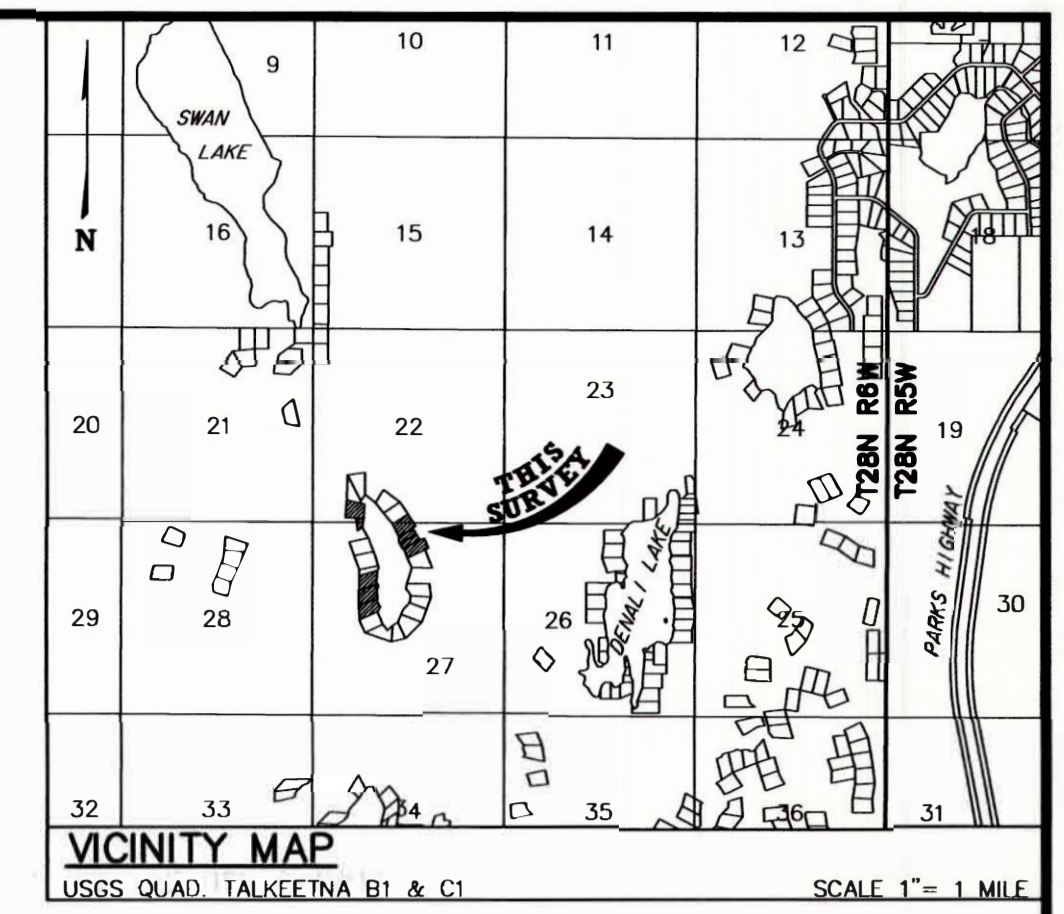 10
11
12
9
SWAN
LAKE
N
16
15
14
13
18
23
20
21
22
24
T28N R6W
T28N R5W
19
THIS
SURVEY
DENALI LAKE
PARKS HIGHWAY
29
28
26
25
30
27
32
33
34
35
36
31
VICINITY MAP
USGS QUAD. TALKEETNA B1 & C1
SCALE 1"= 1 MILE